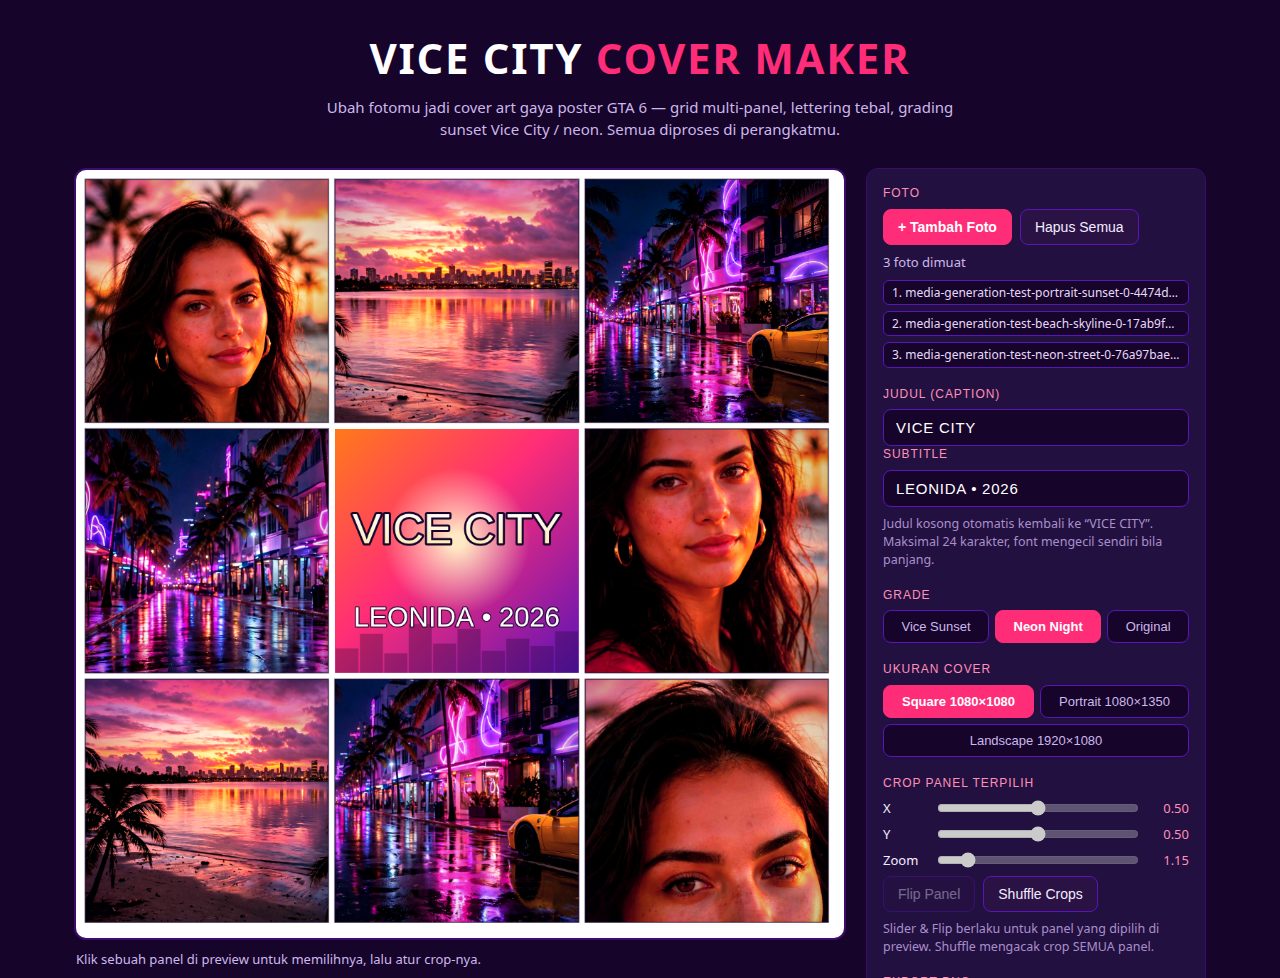 VICE CITY COVER MAKER
Ubah fotomu jadi cover art gaya poster GTA 6 — grid multi-panel, lettering tebal, grading
sunset Vice City / neon. Semua diproses di perangkatmu.
VICE CITY
LEONIDA • 2026
Klik sebuah panel di preview untuk memilihnya, lalu atur crop-nya.
FOTO
+ Tambah Foto
Hapus Semua
3 foto dimuat
1. media-generation-test-portrait-sunset-0-4474d...
2. media-generation-test-beach-skyline-0-17ab9f...
3. media-generation-test-neon-street-0-76a97bae...
JUDUL (CAPTION)
VICE CITY
SUBTITLE
LEONIDA • 2026
Judul kosong otomatis kembali ke “VICE CITY”.
Maksimal 24 karakter, font mengecil sendiri bila
panjang.
GRADE
Vice Sunset
Neon Night
Original
UKURAN COVER
Square 1080×1080
Portrait 1080×1350
Landscape 1920×1080
CROP PANEL TERPILIH
X 0.50
Y 0.50
Zoom 1.15
Flip Panel
Shuffle Crops
Slider & Flip berlaku untuk panel yang dipilih di
preview. Shuffle mengacak crop SEMUA panel.